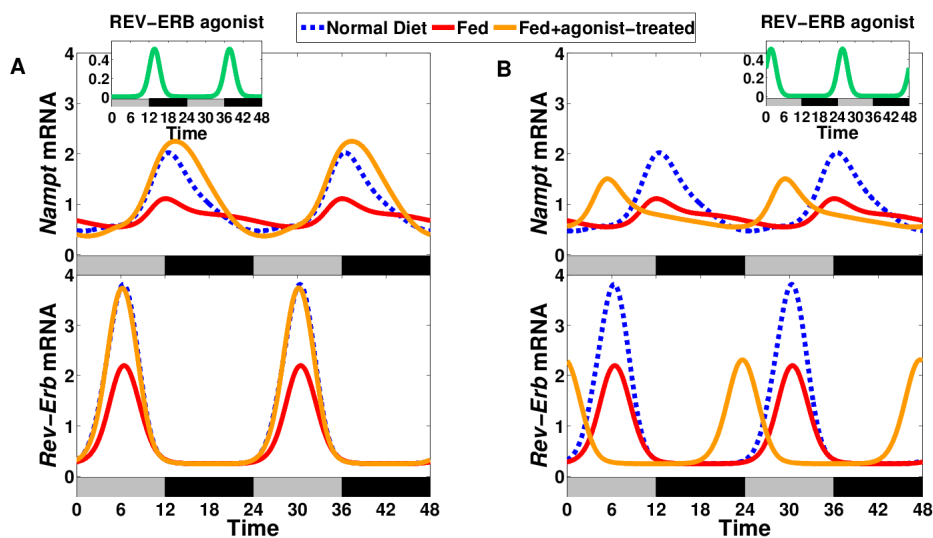 REV−ERB agonist
Normal Diet Fed Fed+agonist−treated
REV−ERB agonist
A
0.4
0.2
0
0 6 12 18 24 30 36 42 48
Time
4
3
2
1
0
Nampt mRNA
4
3
2
1
0
Rev−Erb mRNA
0 6 12 18 24 30 36 42 48
Time
B
0.4
0.2
0
0 6 12 18 24 30 36 42 48
Time
4
3
2
1
0
Nampt mRNA
4
3
2
1
0
Rev−Erb mRNA
0 6 12 18 24 30 36 42 48
Time